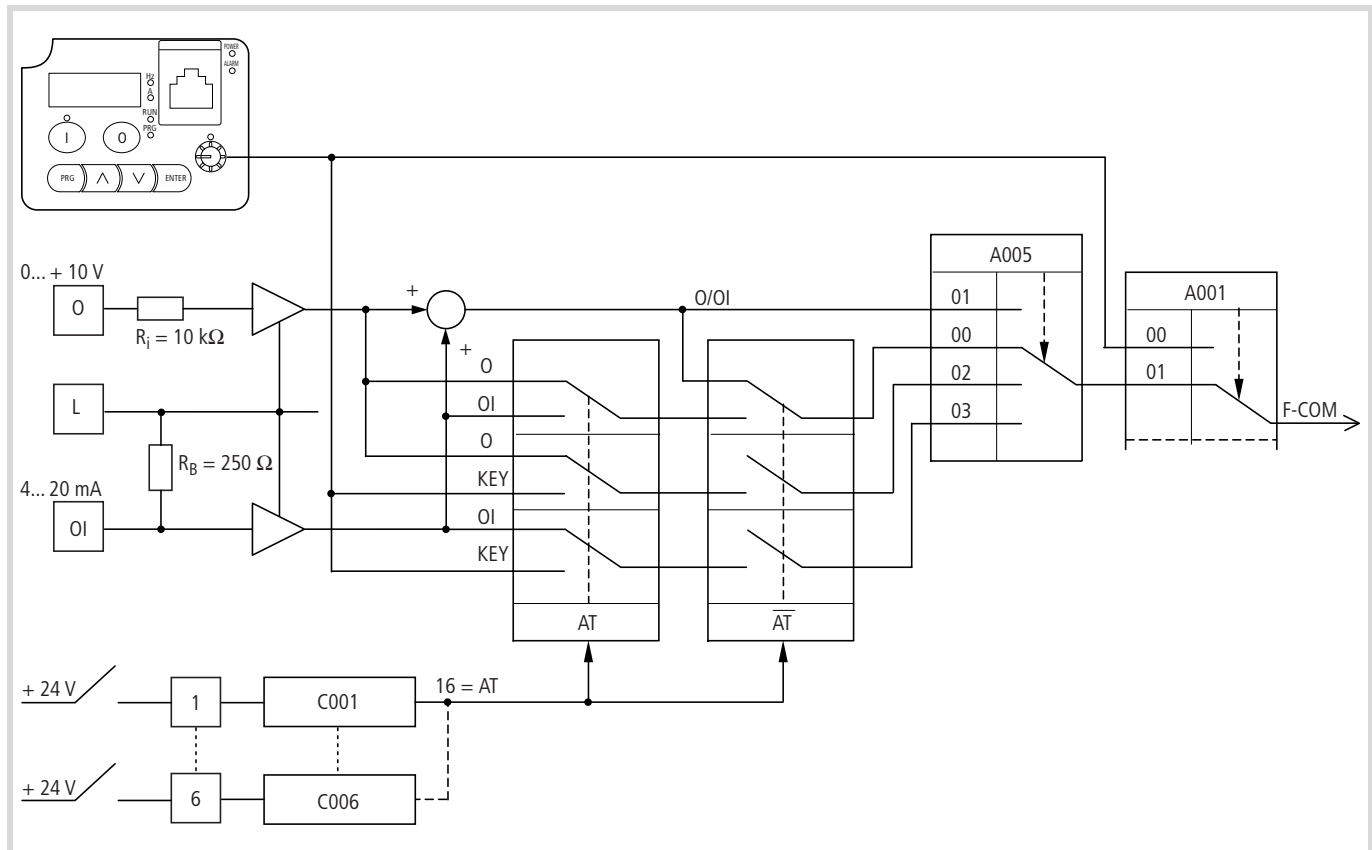 POWER
ALARM
Hz
A
RUN
PRG
I
0
PRG
ENTER
0... + 10 V
O
Ri = 10 kΩ
L
RB = 250 Ω
4... 20 mA
OI
+
+
O/OI
O
OI
O
KEY
OI
KEY
AT
AT
A005
01
00
02
03
A001
00
01
F-COM
+ 24 V
1
C001
16 = AT
+ 24 V
6
C006